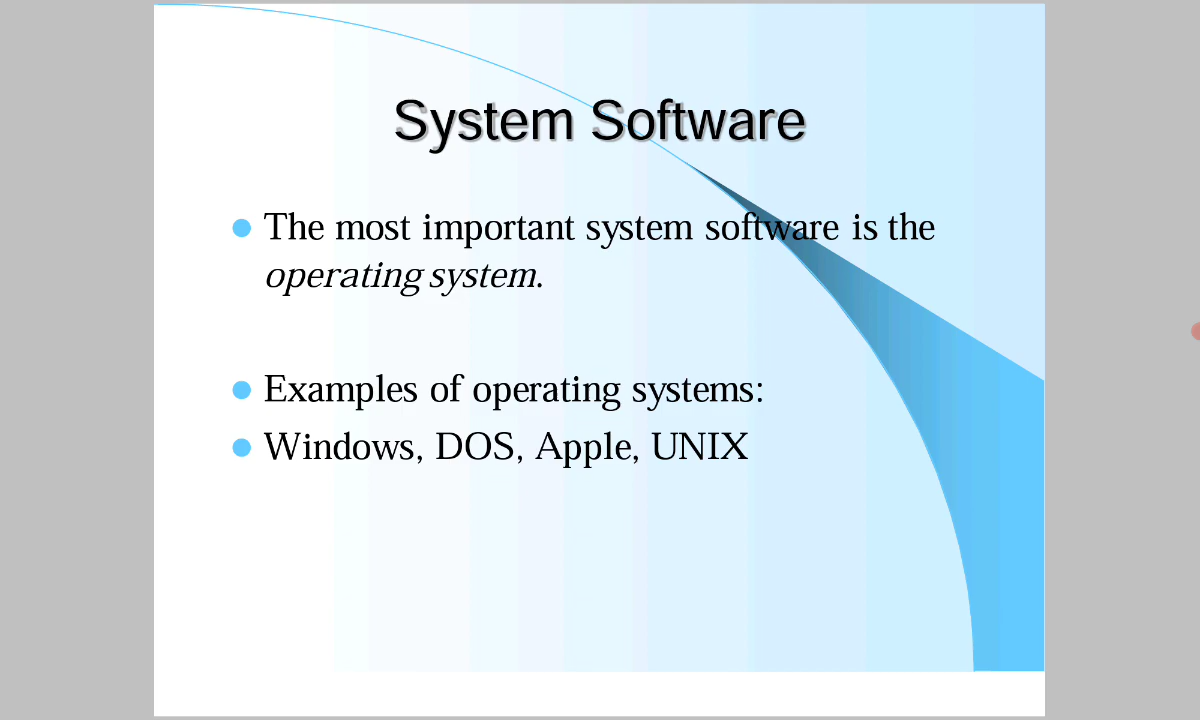 System Software
The most important system software is the
operating system.
Examples of operating systems:
Windows, DOS, Apple, UNIX